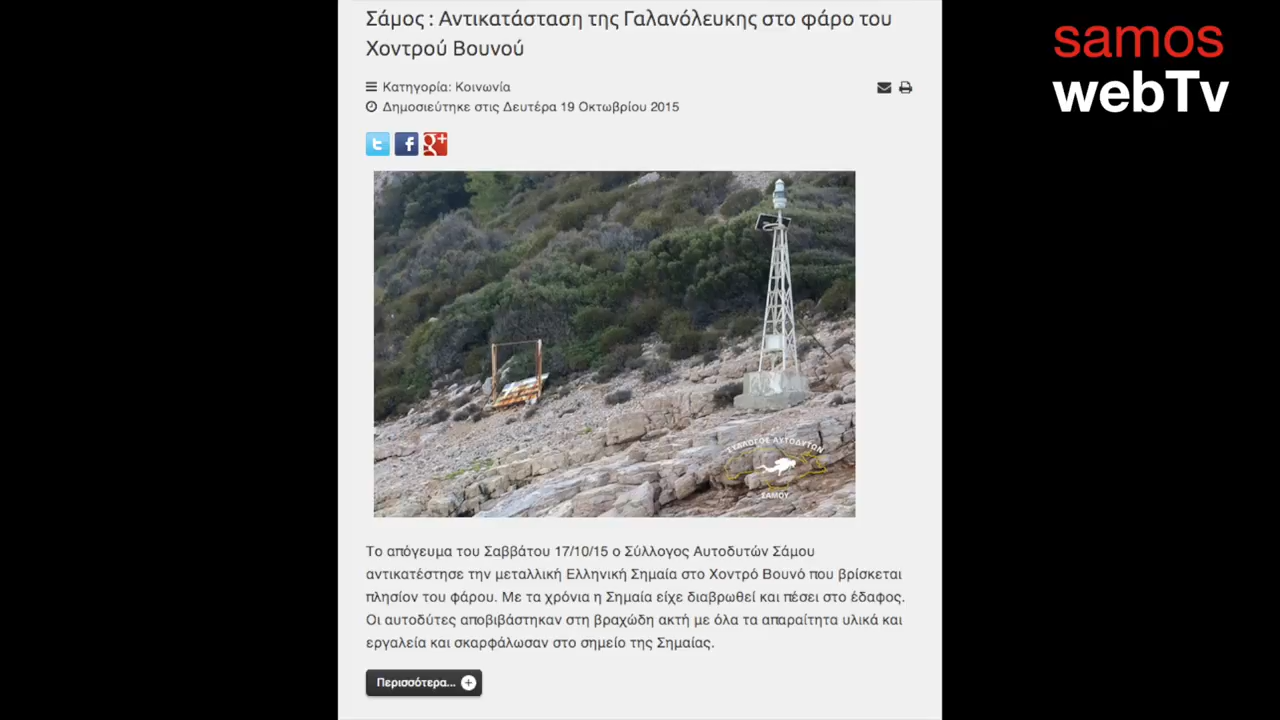 Σάμος : Αντικατάσταση της Γαλανόλευκης στο φάρο του
Χοντρού Βουνού
samos
webTv
Κατηγορία: Κοινωνία
Δημοσιεύτηκε στις Δευτέρα 19 Οκτωβρίου 2015
ΣΥΛΛΟΓΟΣ ΑΥΤΟΔΥΤΩΝ
ΣΑΜΟΥ
Το απόγευμα του Σαββάτου 17/10/15 ο Σύλλογος Αυτοδυτών Σάμου
αντικατέστησε την μεταλλική Ελληνική Σημαία στο Χοντρό Βουνό που βρίσκεται
πλησίον του φάρου. Με τα χρόνια η Σημαία είχε διαβρωθεί και πέσει στο έδαφος.
Οι αυτοδύτες αποβιβάστηκαν στη βραχώδη ακτή με όλα τα απαραίτητα υλικά και
εργαλεία και σκαρφάλωσαν στο σημείο της Σημαίας.
Περισσότερα...